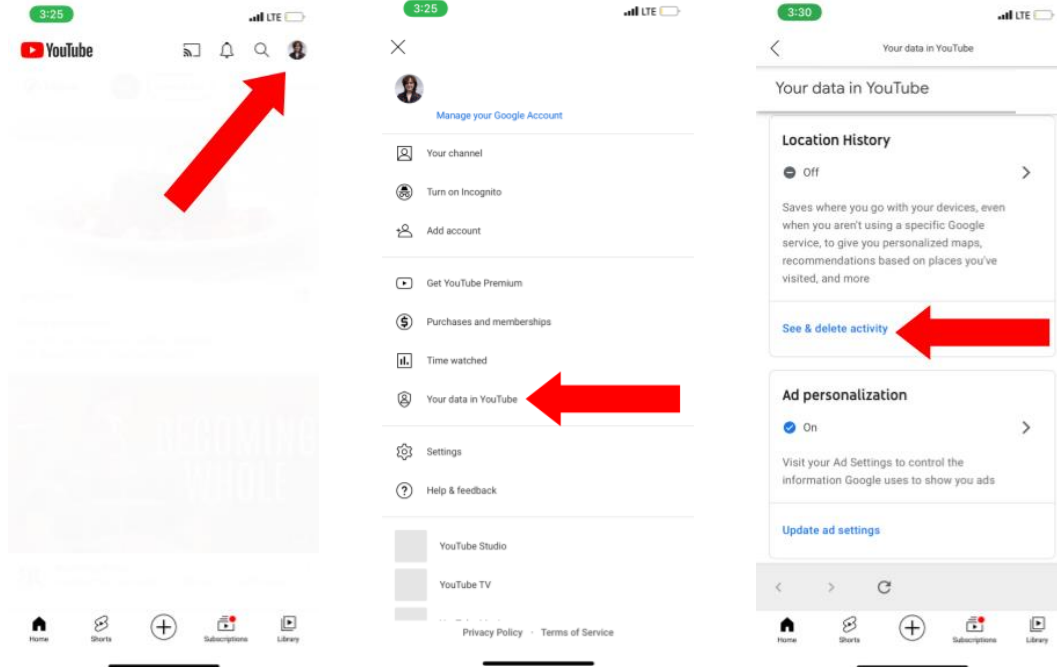 3:25
LTE
YouTube
BECOMING
WHOLE
Home
Shorts
Subscriptions
Library
3:25
LTE
Manage your Google Account
Your channel
Turn on Incognito
Add account
Get YouTube Premium
Purchases and memberships
Time watched
Your data in YouTube
Settings
Help & feedback
YouTube Studio
YouTube TV
Privacy Policy · Terms of Service
3:30
LTE
Your data in YouTube
Your data in YouTube
Location History
Off
Saves where you go with your devices, even
when you aren't using a specific Google
service, to give you personalized maps,
recommendations based on places you've
visited, and more
See & delete activity
Ad personalization
On
Visit your Ad Settings to control the
information Google uses to show you ads
Update ad settings
Home
Shorts
Subscriptions
Library